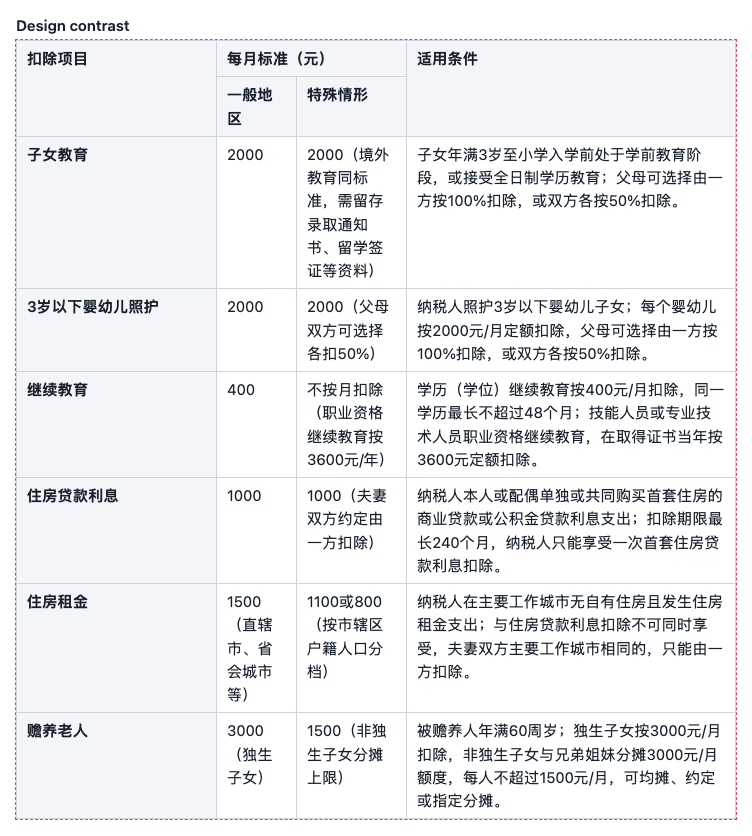 Design contrast
扣除项目
每月标准（元）
适用条件
一般地
区
特殊情形
子女教育
2000
2000（境外
教育同标
准，需留存
录取通知
书、留学签
证等资料）
子女年满3岁至小学入学前处于学前教育阶
段，或接受全日制学历教育；父母可选择由一
方按100%扣除，或双方各按50%扣除。
3岁以下婴幼儿照护
2000
2000（父母
双方可选择
各扣50%）
纳税人照护3岁以下婴幼儿子女；每个婴幼儿
按2000元/月定额扣除，父母可选择由一方按
100%扣除，或双方各按50%扣除。
继续教育
400
不按月扣除
（职业资格
继续教育按
3600元/年）
学历（学位）继续教育按400元/月扣除，同一
学历最长不超过48个月；技能人员或专业技
术人员职业资格继续教育，在取得证书当年按
3600元定额扣除。
住房贷款利息
1000
1000（夫妻
双方约定由
一方扣除）
纳税人本人或配偶单独或共同购买首套住房的
商业贷款或公积金贷款利息支出；扣除期限最
长240个月，纳税人只能享受一次首套住房贷
款利息扣除。
住房租金
1500
（直辖
市、省
会城市
等）
1100或800
（按市辖区
户籍人口分
档）
纳税人在主要工作城市无自有住房且发生住房
租金支出；与住房贷款利息扣除不可同时享
受，夫妻双方主要工作城市相同的，只能由一
方扣除。
赡养老人
3000
（独生
子女）
1500（非独
生子女分摊
上限）
被赡养人年满60周岁；独生子女按3000元/月
扣除，非独生子女与兄弟姐妹分摊3000元/月
额度，每人不超过1500元/月，可均摊、约定
或指定分摊。